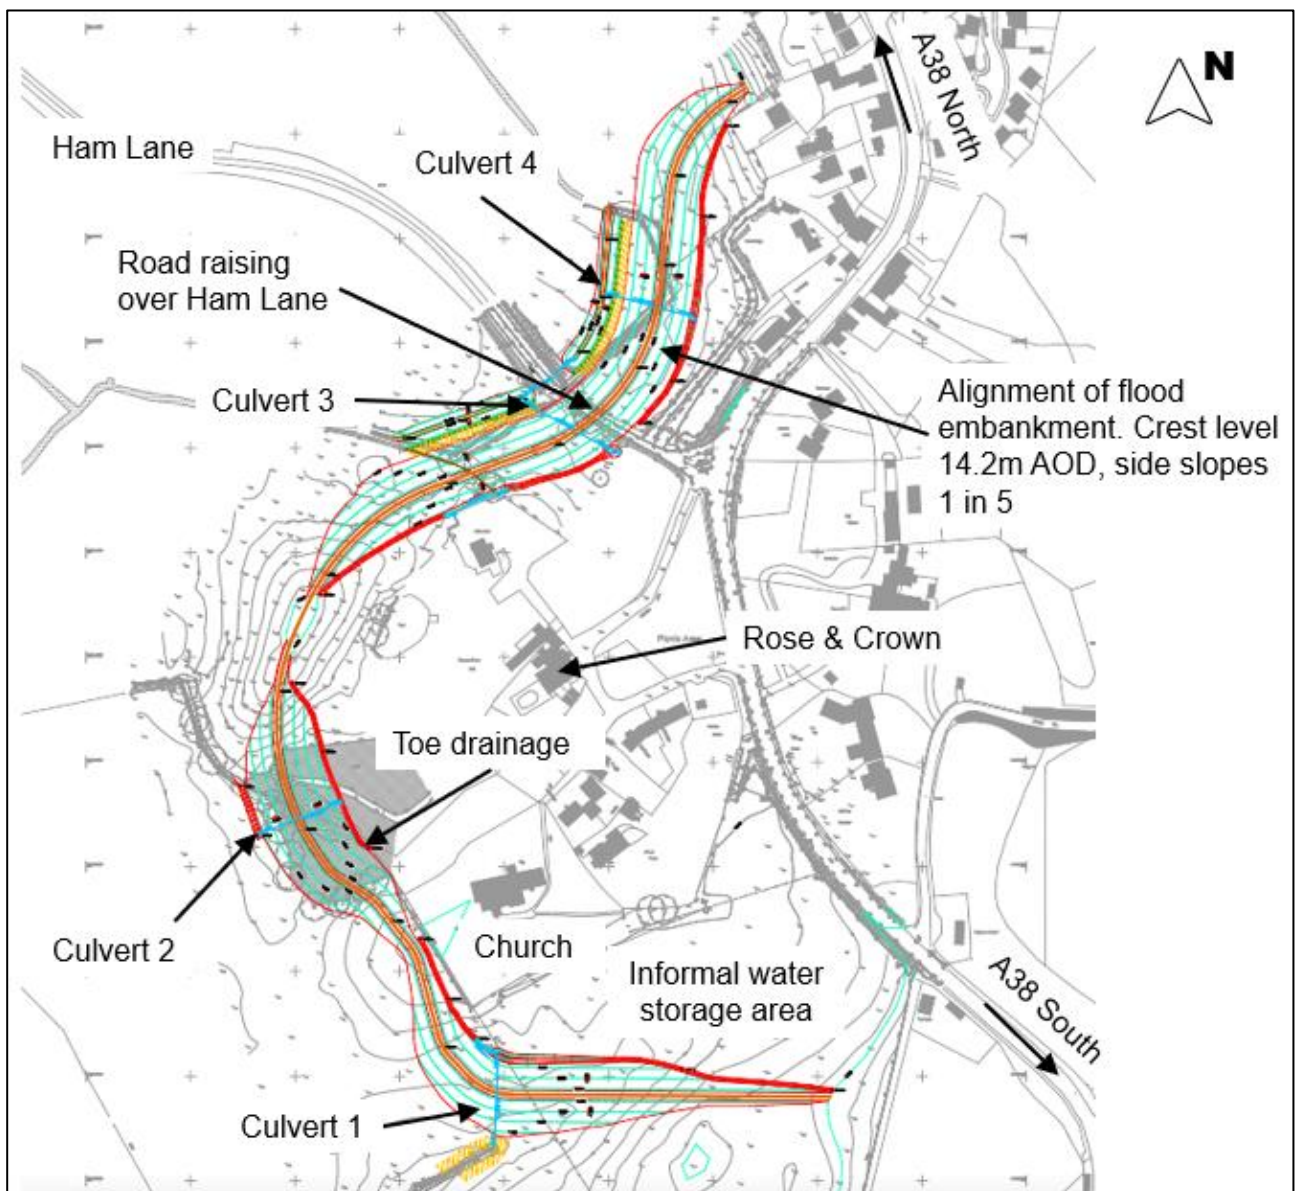 N
A38 North
Ham Lane
Culvert 4
Road raising
over Ham Lane
Culvert 3
Alignment of flood
embankment. Crest level
14.2m AOD, side slopes
1 in 5
Rose & Crown
Toe drainage
Culvert 2
Church
Informal water
storage area
A38 South
Culvert 1